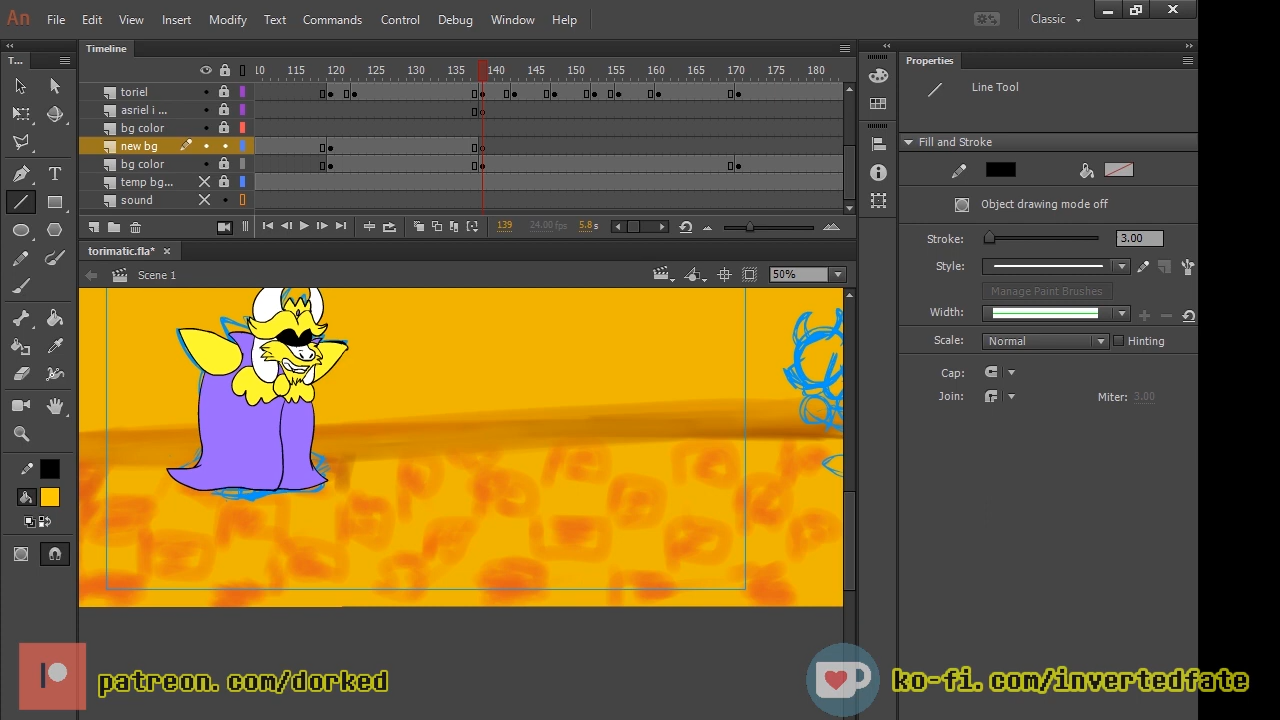 An File Edit View Insert Modify Text Commands Control Debug Window Help Classic
T... Timeline Properties
110 115 120 125 130 135 140 145 150 155 160 165 170 175 180
toriel
asriel i ...
bg color
new bg
bg color
temp bg...
sound
139 24.00 fps 5.8 s
torimatic.fla* ×
Scene 1 50%
Line Tool
Fill and Stroke
Object drawing mode off
Stroke: 3.00
Style:
Manage Paint Brushes
Width:
Scale: Normal Hinting
Cap:
Join: Miter: 3.00
patreon.com/dorked
ko-fi.com/invertedfate